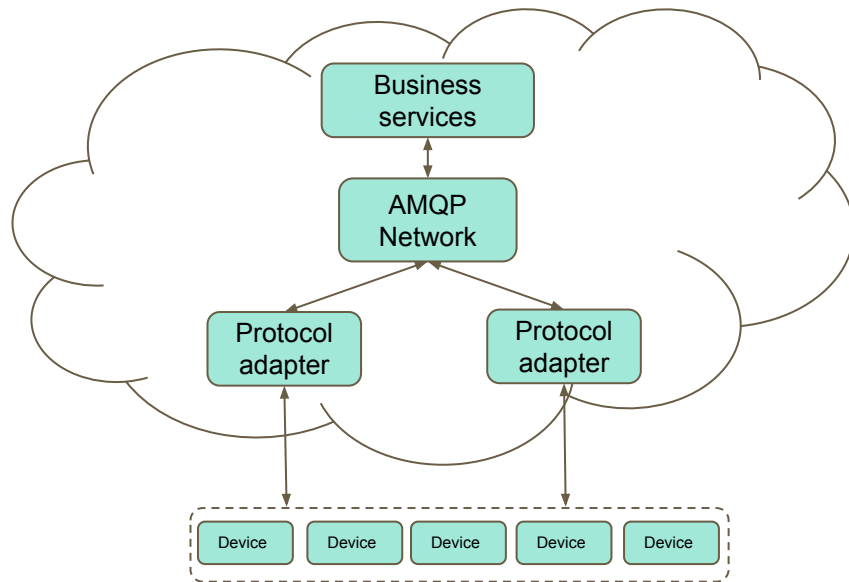 Business
services
AMQP
Network
Protocol
adapter
Protocol
adapter
Device
Device
Device
Device
Device